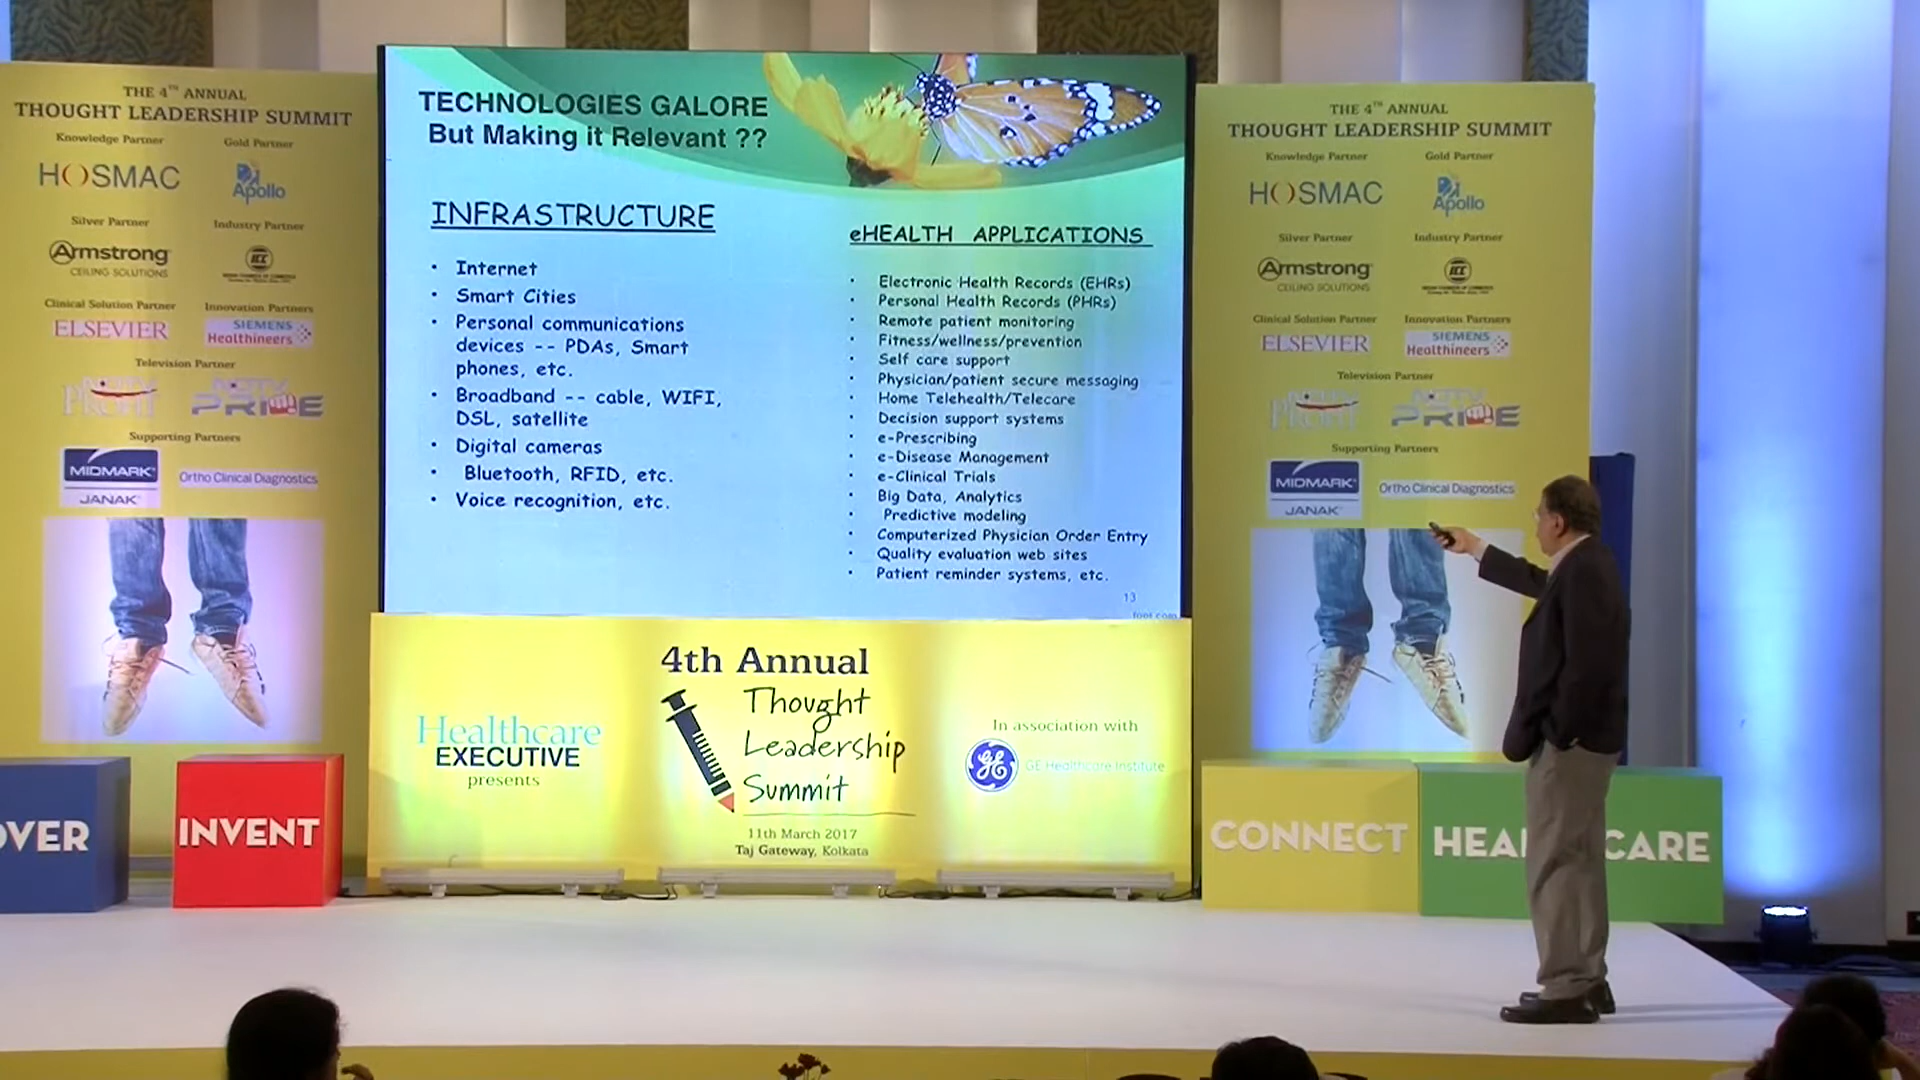 THE 4TH ANNUAL
THOUGHT LEADERSHIP SUMMIT
Knowledge Partner
Gold Partner
HOSMAC
Apollo
Silver Partner
Industry Partner
Armstrong
CEILING SOLUTIONS
ICC
Clinical Solution Partner
Innovation Partners
ELSEVIER
SIEMENS
Healthineers
Television Partner
NDTV
PROFIT
NDTV
PRIME
Supporting Partners
MIDMARK
JANAK
Ortho Clinical Diagnostics
TECHNOLOGIES GALORE
But Making it Relevant ??
INFRASTRUCTURE
• Internet
• Smart Cities
• Personal communications
devices -- PDAs, Smart
phones, etc.
• Broadband -- cable, WIFI,
DSL, satellite
• Digital cameras
• Bluetooth, RFID, etc.
• Voice recognition, etc.
eHEALTH APPLICATIONS
• Electronic Health Records (EHRs)
• Personal Health Records (PHRs)
• Remote patient monitoring
• Fitness/wellness/prevention
• Self care support
• Physician/patient secure messaging
• Home Telehealth/Telecare
• Decision support systems
• e-Prescribing
• e-Disease Management
• e-Clinical Trials
• Big Data, Analytics
• Predictive modeling
• Computerized Physician Order Entry
• Quality evaluation web sites
• Patient reminder systems, etc.
13
THE 4TH ANNUAL
THOUGHT LEADERSHIP SUMMIT
Knowledge Partner
Gold Partner
HOSMAC
Apollo
Silver Partner
Industry Partner
Armstrong
CEILING SOLUTIONS
ICC
Clinical Solution Partner
Innovation Partners
ELSEVIER
SIEMENS
Healthineers
Television Partner
NDTV
PROFIT
NDTV
PRIME
Supporting Partners
MIDMARK
JANAK
Ortho Clinical Diagnostics
Healthcare
EXECUTIVE
presents
4th Annual
Thought
Leadership
Summit
11th March 2017
Taj Gateway, Kolkata
In association with
GE Healthcare Institute
OVER
INVENT
CONNECT
HEA CARE